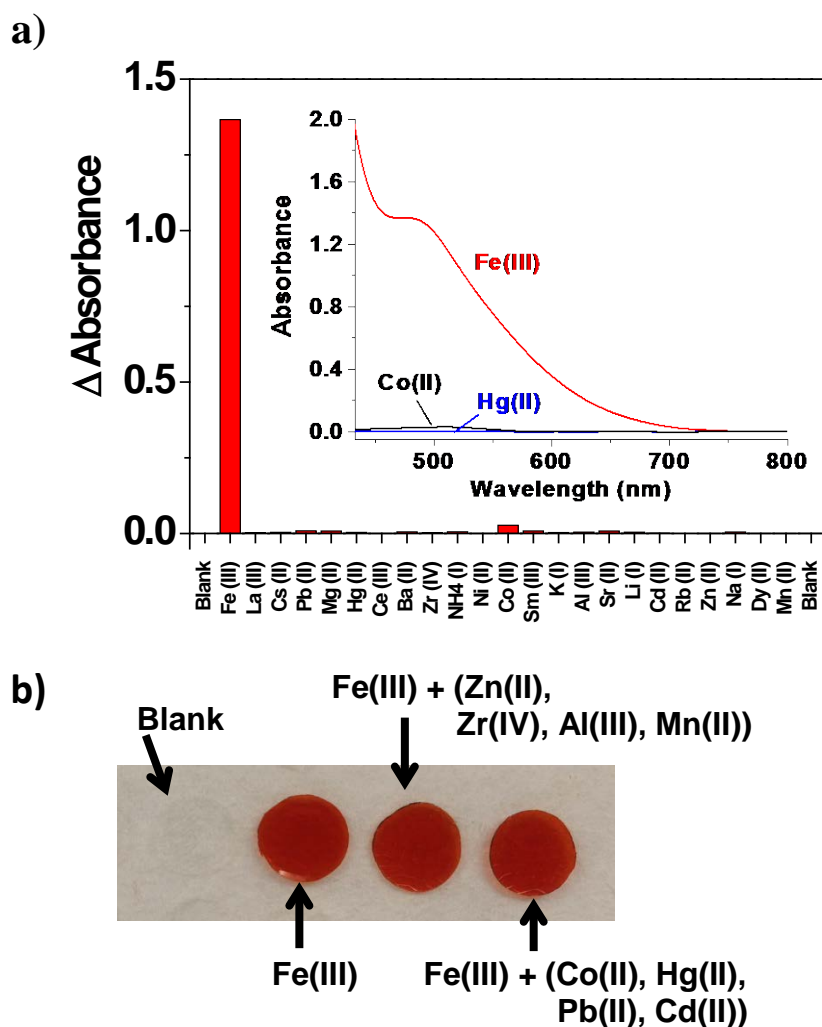 a)
1.5
1.0
0.5
0.0
Δ Absorbance
2.0
1.6
1.2
0.8
0.4
0.0
Absorbance
Fe(III)
Co(II)
Hg(II)
500 600 700 800
Wavelength (nm)
Blank
Fe (III)
La (III)
Cs (II)
Pb (II)
Mg (II)
Hg (II)
Ce (III)
Ba (II)
Zr (IV)
NH4 (I)
Ni (II)
Co (II)
Sm (III)
K (I)
Al (III)
Sr (II)
Li (I)
Cd (II)
Rb (II)
Zn (II)
Na (I)
Dy (II)
Mn (II)
Blank
b)
Blank
Fe(III) + (Zn(II),
Zr(IV), Al(III), Mn(II))
Fe(III)
Fe(III) + (Co(II), Hg(II),
Pb(II), Cd(II))